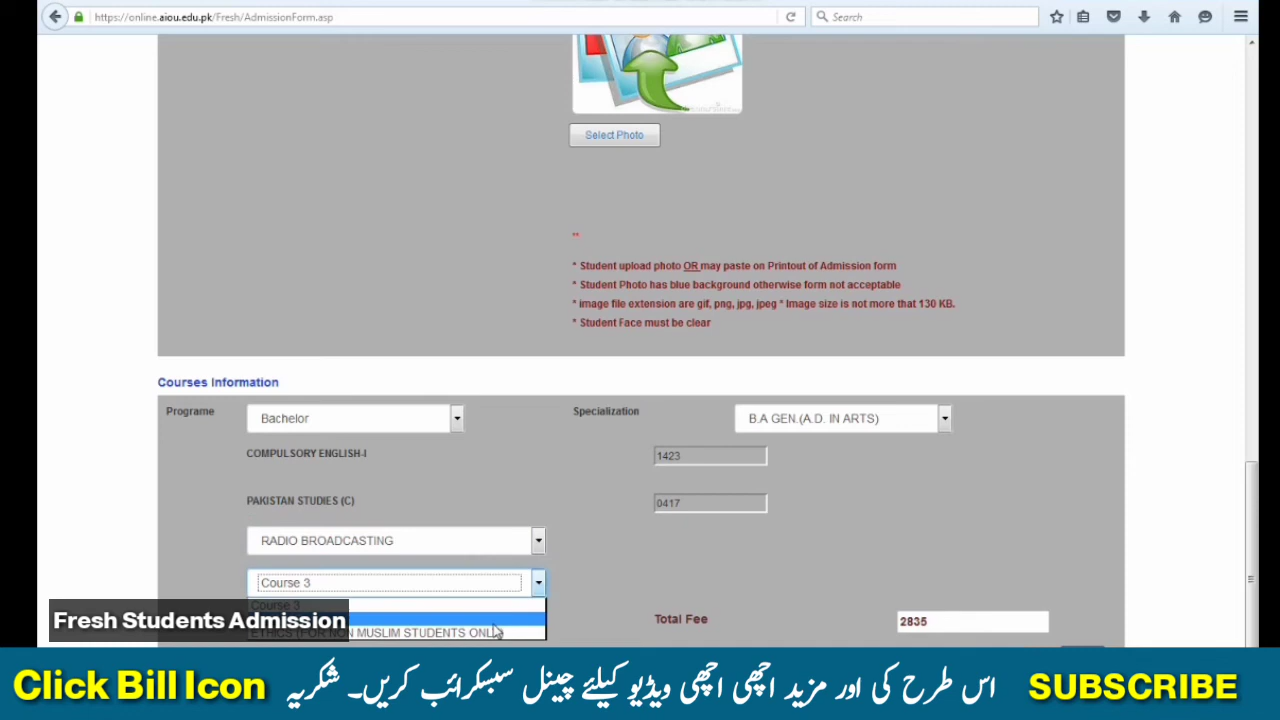 https://online.aiou.edu.pk/Fresh/AdmissionForm.asp
Search
Select Photo
**
* Student upload photo OR may paste on Printout of Admission form
* Student Photo has blue background otherwise form not acceptable
* image file extension are gif, png, jpg, jpeg * Image size is not more that 130 KB.
* Student Face must be clear
Courses Information
Programe
Bachelor
Specialization
B.A GEN.(A.D. IN ARTS)
COMPULSORY ENGLISH-I
1423
PAKISTAN STUDIES (C)
0417
RADIO BROADCASTING
Course 3
Course 3
Fresh Students Admission
ETHICS (FOR NON MUSLIM STUDENTS ONL
Total Fee
2835
Click Bill Icon
اس طرح کی اور مزید اچھی اچھی ویڈیو کیلئے چینل سبسکرائب کریں۔ شکریہ
SUBSCRIBE